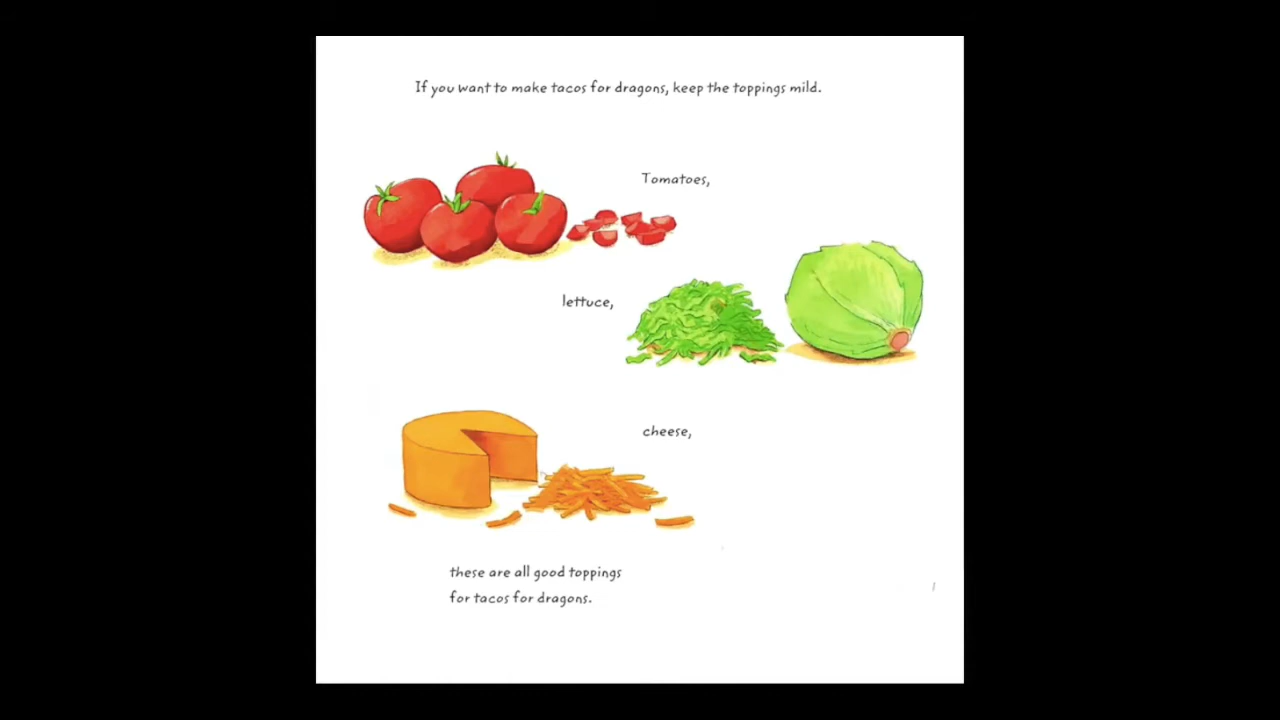 If you want to make tacos for dragons, keep the toppings mild.
Tomatoes,
lettuce,
cheese,
these are all good toppings
for tacos for dragons.